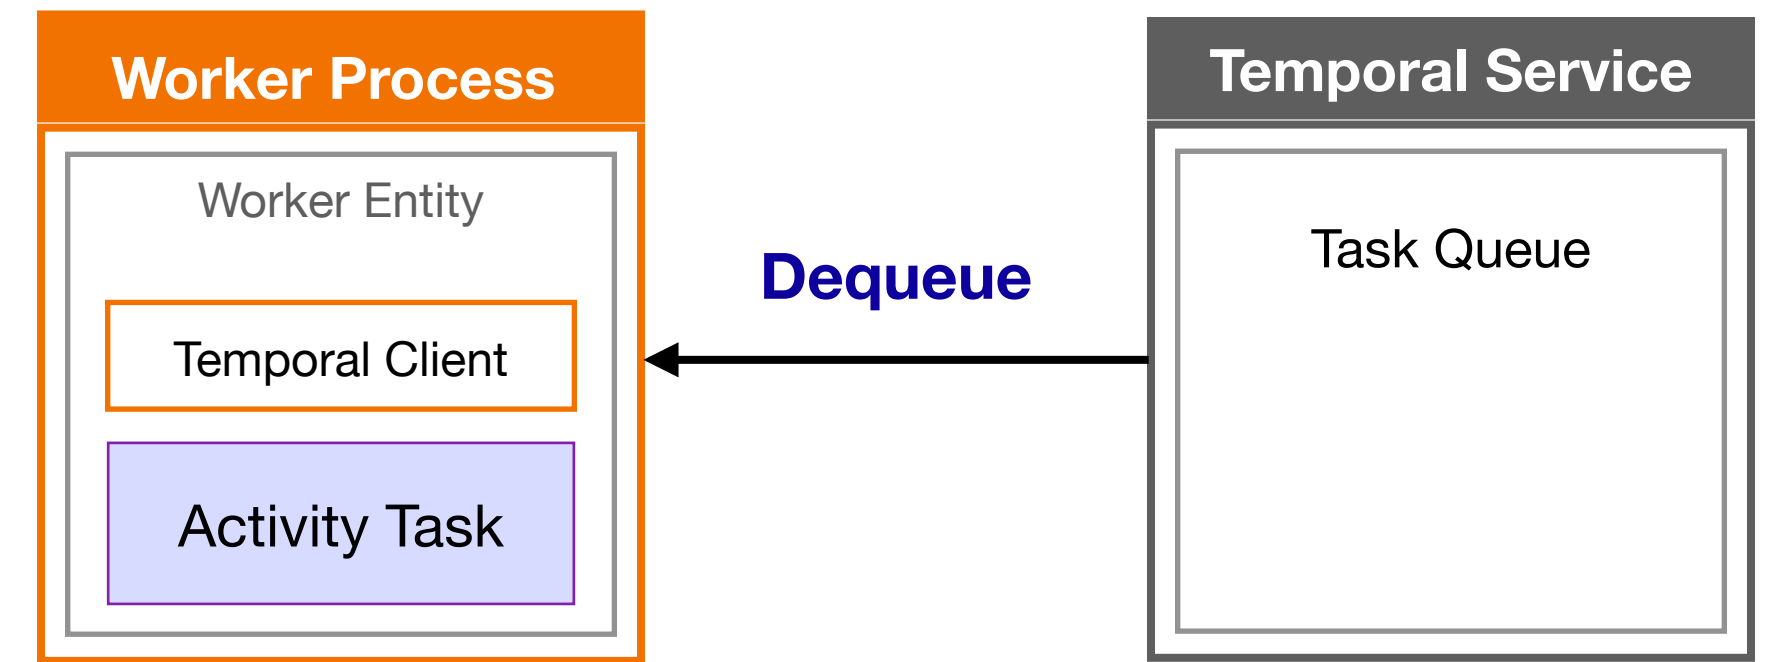 Worker Process
Worker Entity
Temporal Client
Activity Task
Dequeue
Temporal Service
Task Queue